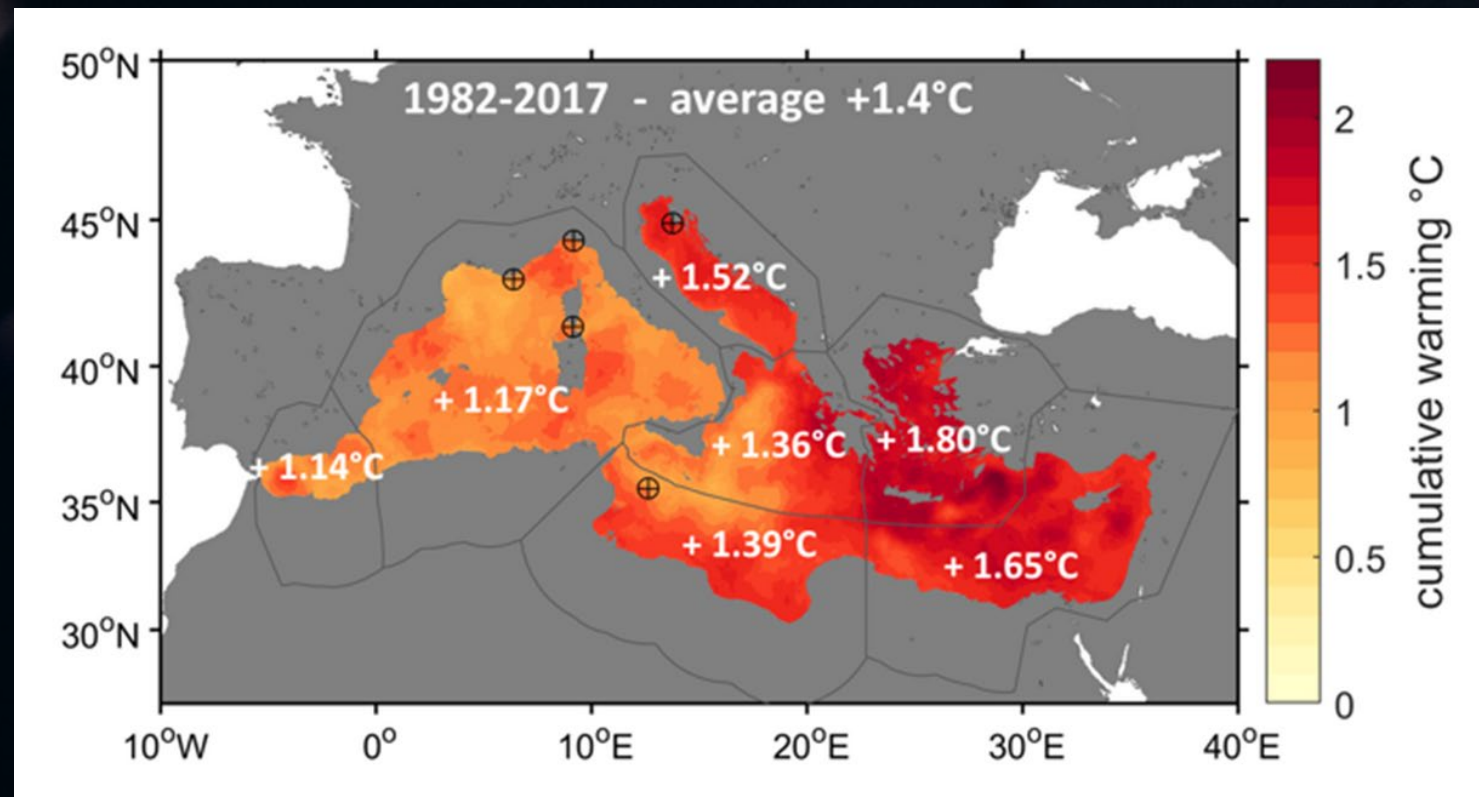 50°N
1982-2017 - average +1.4°C
2
45°N
+ 1.52°C
1.5
40°N
+ 1.17°C
+ 1.36°C
+ 1.80°C
1
+ 1.14°C
35°N
+ 1.39°C
+ 1.65°C
0.5
30°N
0
10°W
0°
10°E
20°E
30°E
40°E
cumulative warming °C